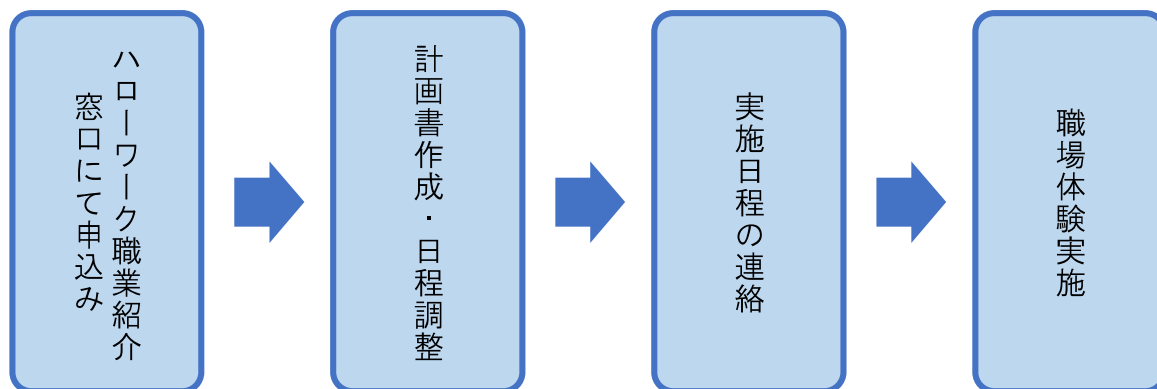 ハローワーク職業紹介
窓口にて申込み
計画書作成・日程調整
実施日程の連絡
職場体験実施